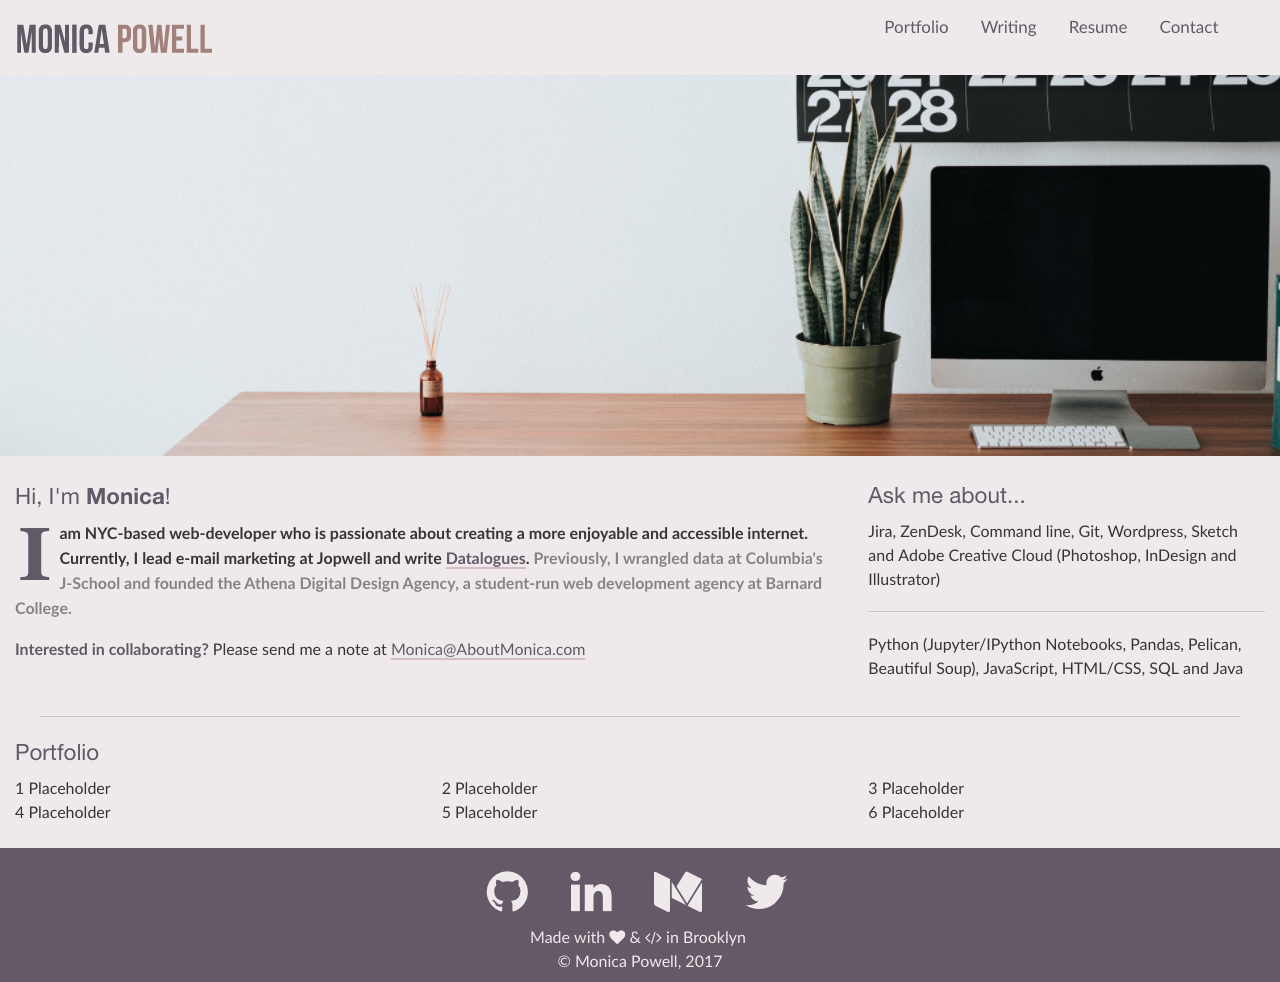 MONICA POWELL
Portfolio Writing Resume Contact
27 28
Hi, I'm Monica!
I am NYC-based web-developer who is passionate about creating a more enjoyable and accessible internet.
Currently, I lead e-mail marketing at Jopwell and write Datalogues. Previously, I wrangled data at Columbia's
J-School and founded the Athena Digital Design Agency, a student-run web development agency at Barnard
College.
Interested in collaborating? Please send me a note at Monica@AboutMonica.com
Ask me about...
Jira, ZenDesk, Command line, Git, Wordpress, Sketch
and Adobe Creative Cloud (Photoshop, InDesign and
Illustrator)
Python (Jupyter/IPython Notebooks, Pandas, Pelican,
Beautiful Soup), JavaScript, HTML/CSS, SQL and Java
Portfolio
1 Placeholder 2 Placeholder 3 Placeholder
4 Placeholder 5 Placeholder 6 Placeholder
Made with ♥ & </> in Brooklyn
© Monica Powell, 2017